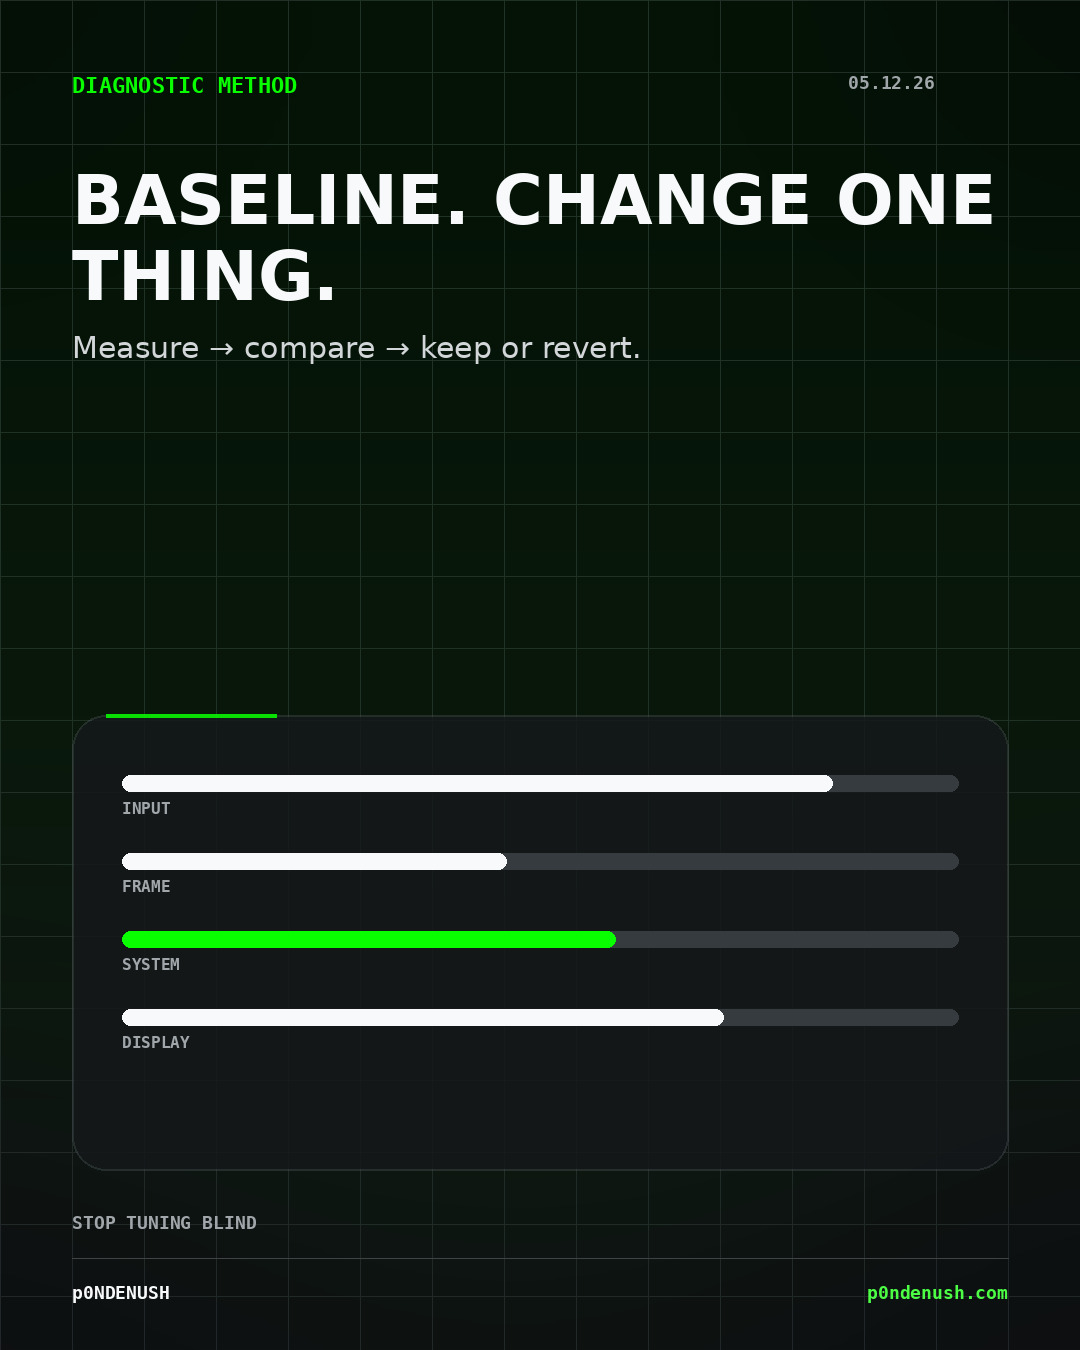 DIAGNOSTIC METHOD
05.12.26
BASELINE. CHANGE ONE
THING.
Measure → compare → keep or revert.
INPUT
FRAME
SYSTEM
DISPLAY
STOP TUNING BLIND
p0NDENUSH
p0ndenush.com